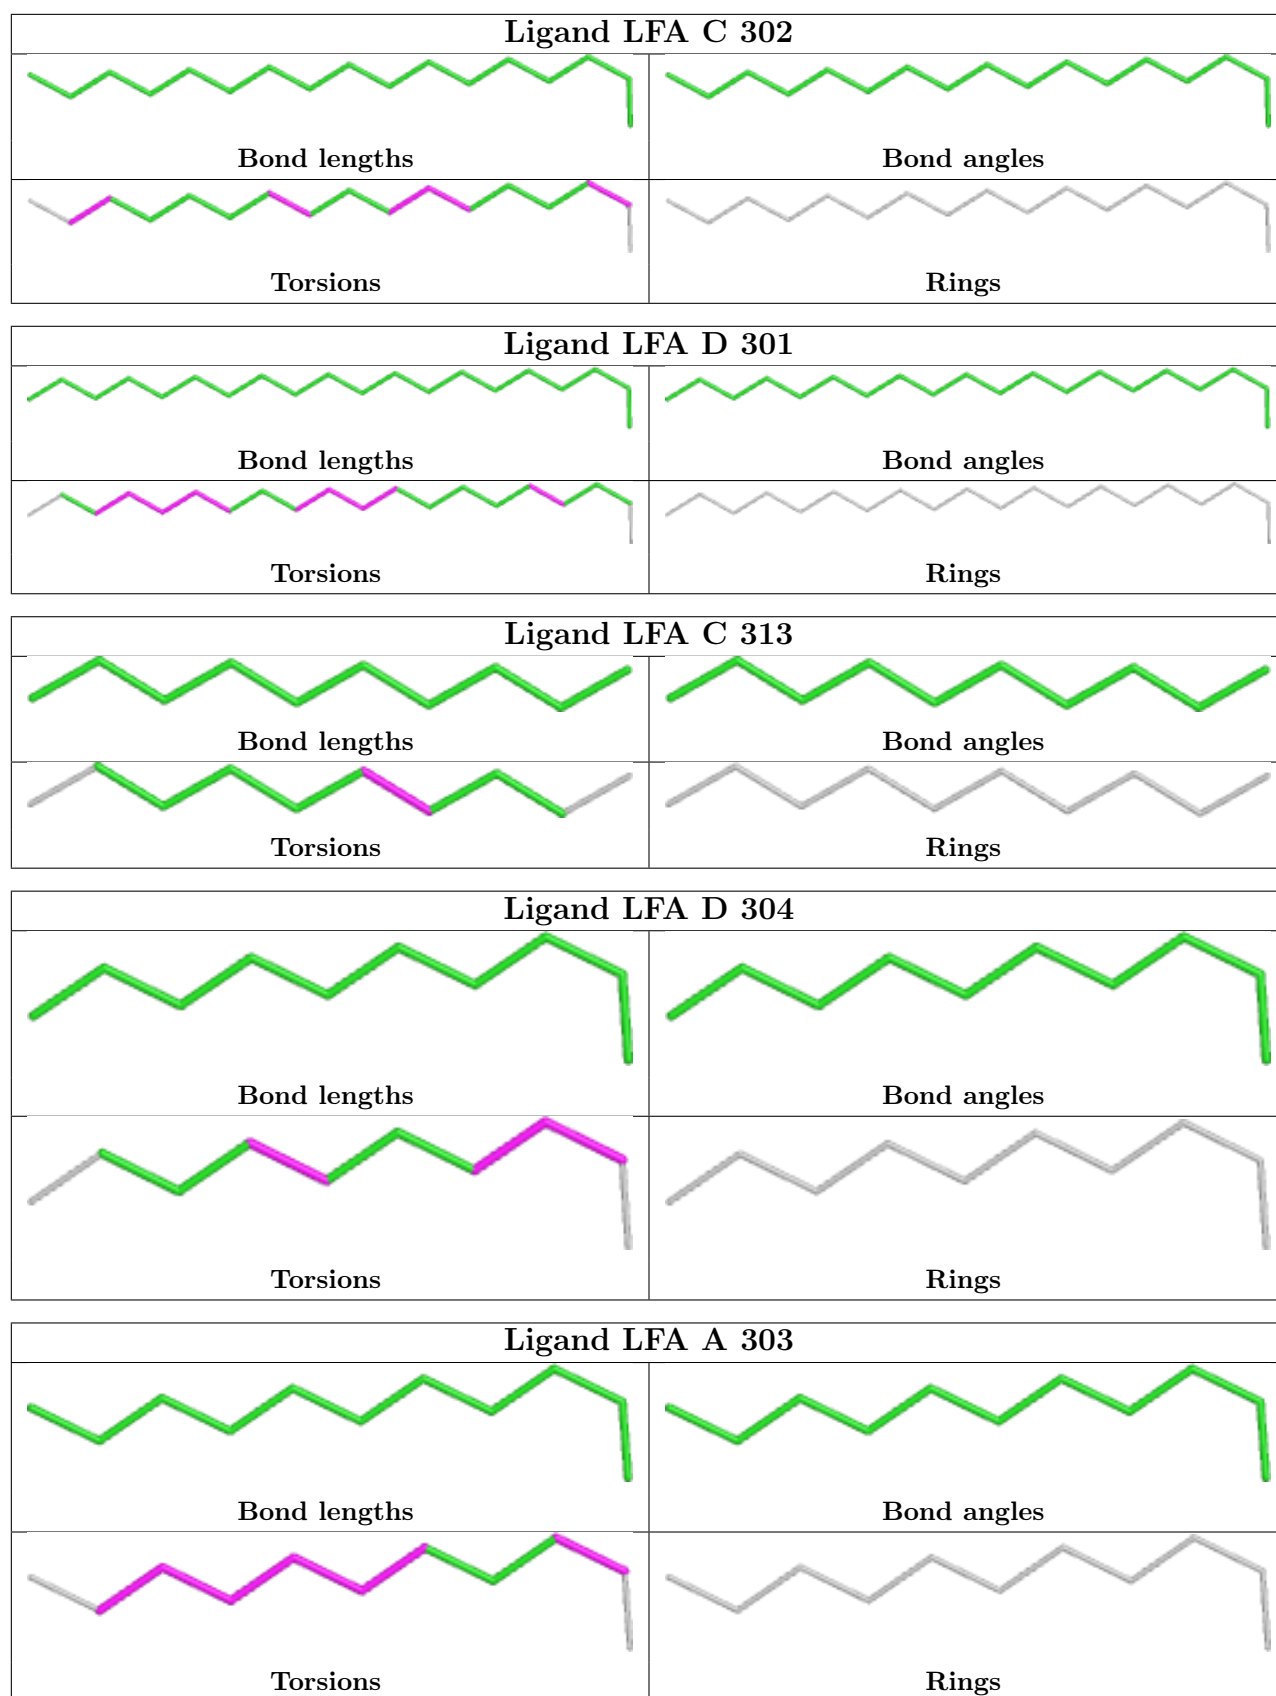 Ligand LFA C 302
Bond lengths
Bond angles
Torsions
Rings
Ligand LFA D 301
Bond lengths
Bond angles
Torsions
Rings
Ligand LFA C 313
Bond lengths
Bond angles
Torsions
Rings
Ligand LFA D 304
Bond lengths
Bond angles
Torsions
Rings
Ligand LFA A 303
Bond lengths
Bond angles
Torsions
Rings